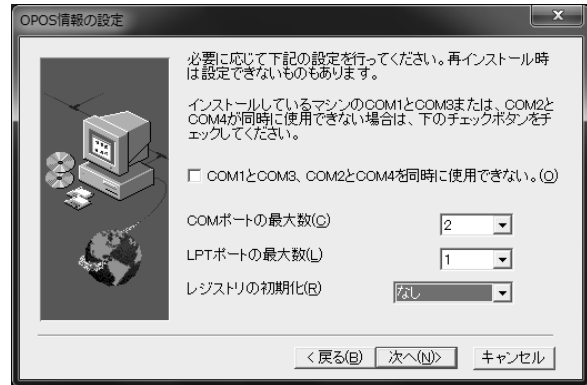 OPOS情報の設定
必要に応じて下記の設定を行ってください。再インストール時
は設定できないものもあります。
インストールしているマシンのCOM1とCOM3または、COM2と
COM4が同時に使用できない場合は、下のチェックボタンをチ
ェックしてください。
COM1とCOM3、COM2とCOM4を同時に使用できない。(O)
COMポートの最大数(C) 2
LPTポートの最大数(L) 1
レジストリの初期化(R) なし
< 戻る(B) 次へ(N)> キャンセル